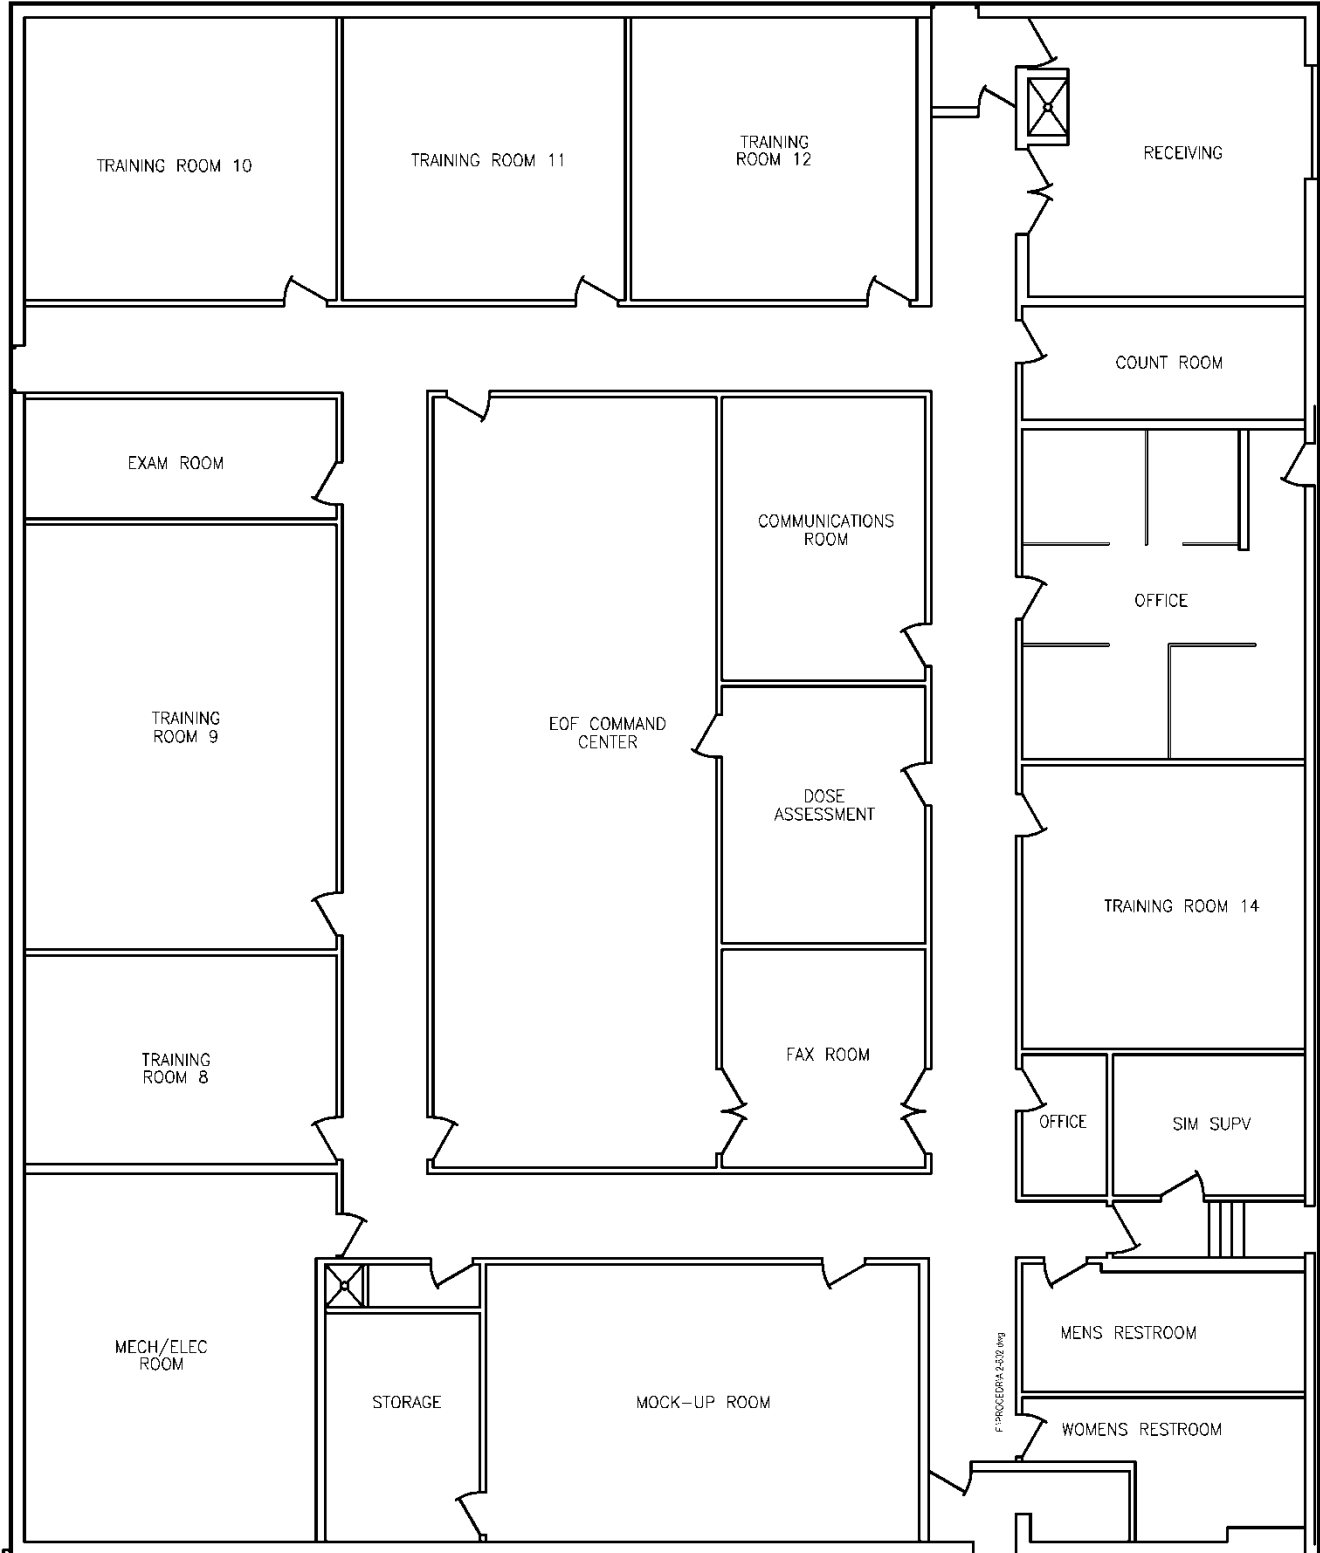 TRAINING ROOM 10
TRAINING ROOM 11
TRAINING
ROOM 12
RECEIVING
COUNT ROOM
EXAM ROOM
COMMUNICATIONS
ROOM
OFFICE
TRAINING
ROOM 9
EOF COMMAND
CENTER
DOSE
ASSESSMENT
TRAINING ROOM 14
TRAINING
ROOM 8
FAX ROOM
OFFICE
SIM SUPV
MECH/ELEC
ROOM
STORAGE
MOCK-UP ROOM
MENS RESTROOM
WOMENS RESTROOM